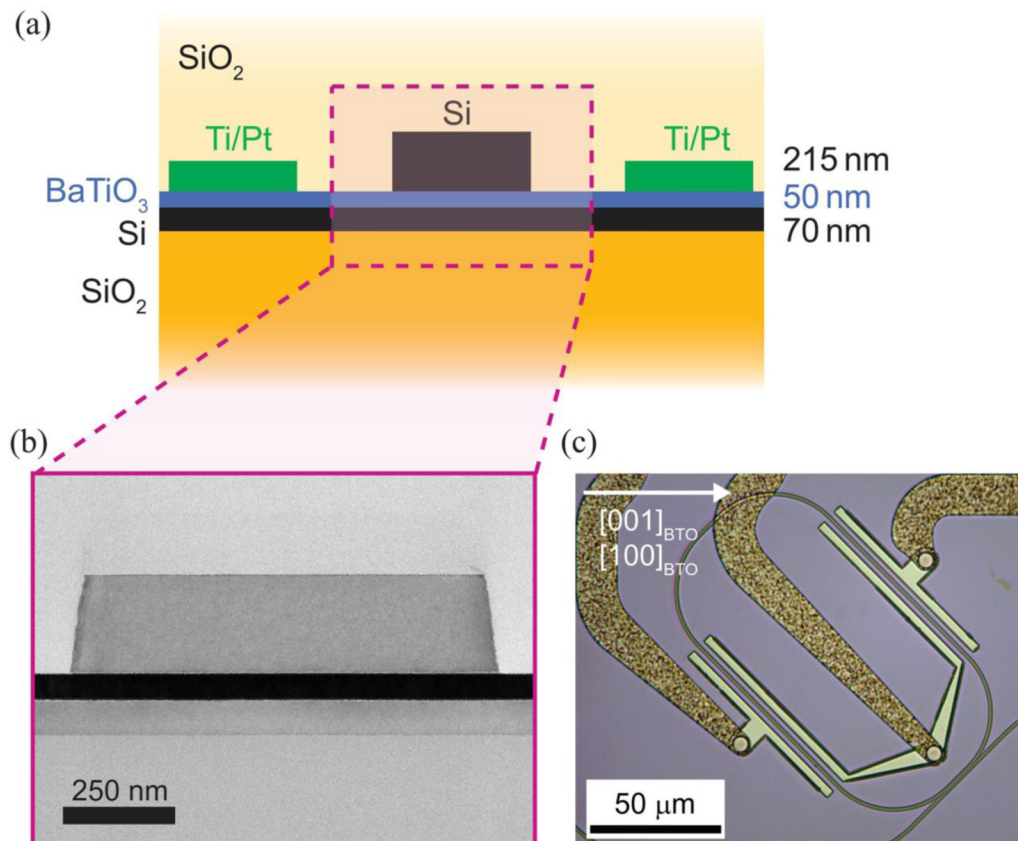 (a)
SiO₂
Si
Ti/Pt
Ti/Pt
215 nm
BaTiO₃
50 nm
Si
70 nm
SiO₂
(b)
(c)
[001]BTO
[100]BTO
250 nm
50 μm